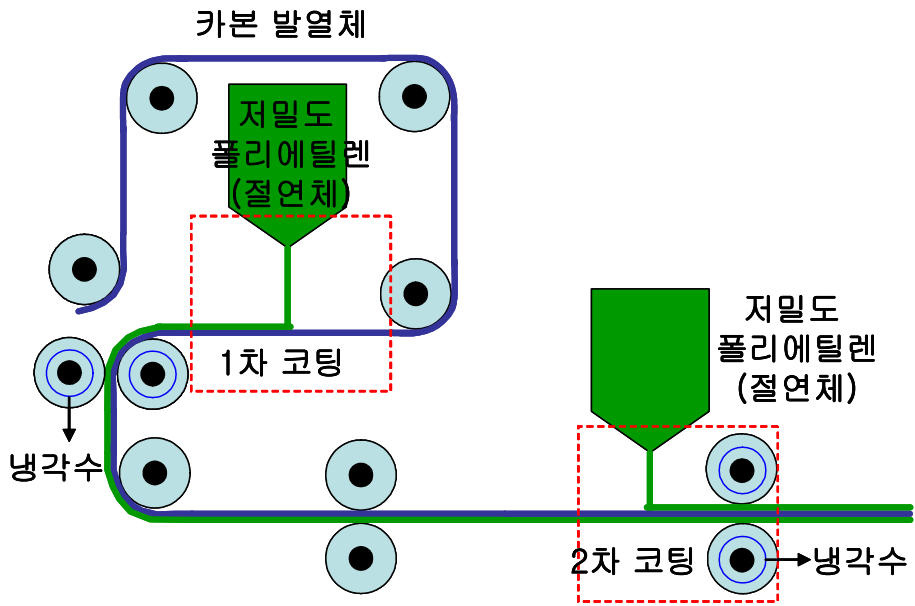 카본 발열체
저밀도
폴리에틸렌
(절연체)
1차 코팅
냉각수
저밀도
폴리에틸렌
(절연체)
2차 코팅
냉각수